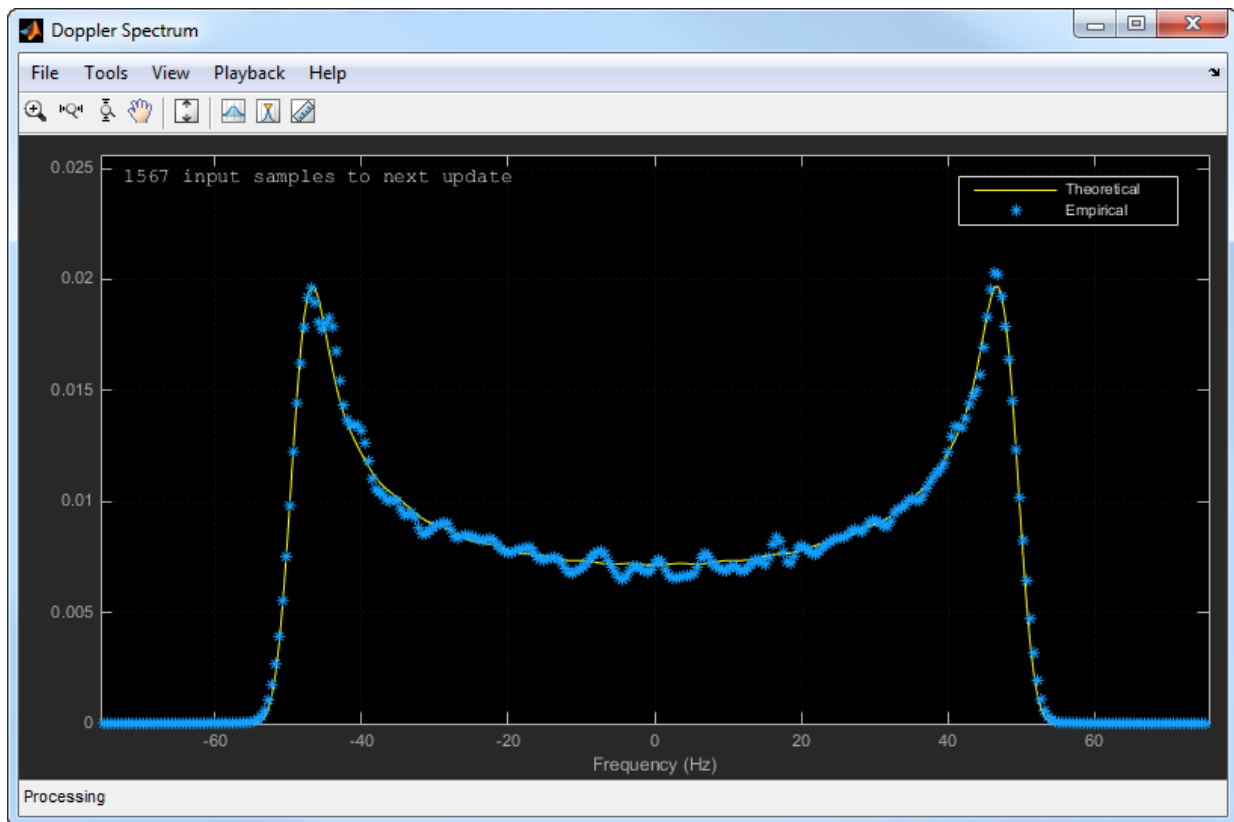 Doppler Spectrum
File Tools View Playback Help
1567 input samples to next update
Theoretical
Empirical
0.025
0.02
0.015
0.01
0.005
0
-60 -40 -20 0 20 40 60
Frequency (Hz)
Processing